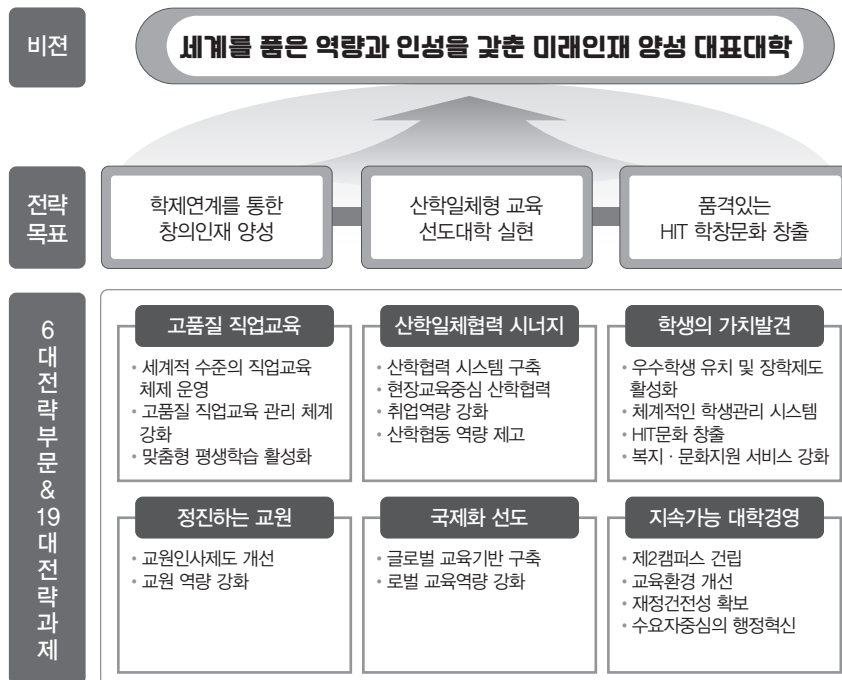 비젼
세계를 품은 역량과 인성을 갖춘 미래인재 양성 대표대학
전략
목표
학제연계를 통한
창의인재 양성
산학일체형 교육
선도대학 실현
품격있는
HIT 학창문화 창출
6
대
전
략
부
문
&
19
대
전
략
과
제
고품질 직업교육
• 세계적 수준의 직업교육
체제 운영
• 고품질 직업교육 관리 체계
강화
• 맞춤형 평생학습 활성화
산학일체협력 시너지
• 산학협력 시스템 구축
• 현장교육중심 산학협력
• 취업역량 강화
• 산학협동 역량 제고
학생의 가치발견
• 우수학생 유치 및 장학제도
활성화
• 체계적인 학생관리 시스템
• HIT문화 창출
• 복지 · 문화지원 서비스 강화
정진하는 교원
• 교원인사제도 개선
• 교원 역량 강화
국제화 선도
• 글로벌 교육기반 구축
• 로벌 교육역량 강화
지속가능 대학경영
• 제2캠퍼스 건립
• 교육환경 개선
• 재정건전성 확보
• 수요자중심의 행정혁신